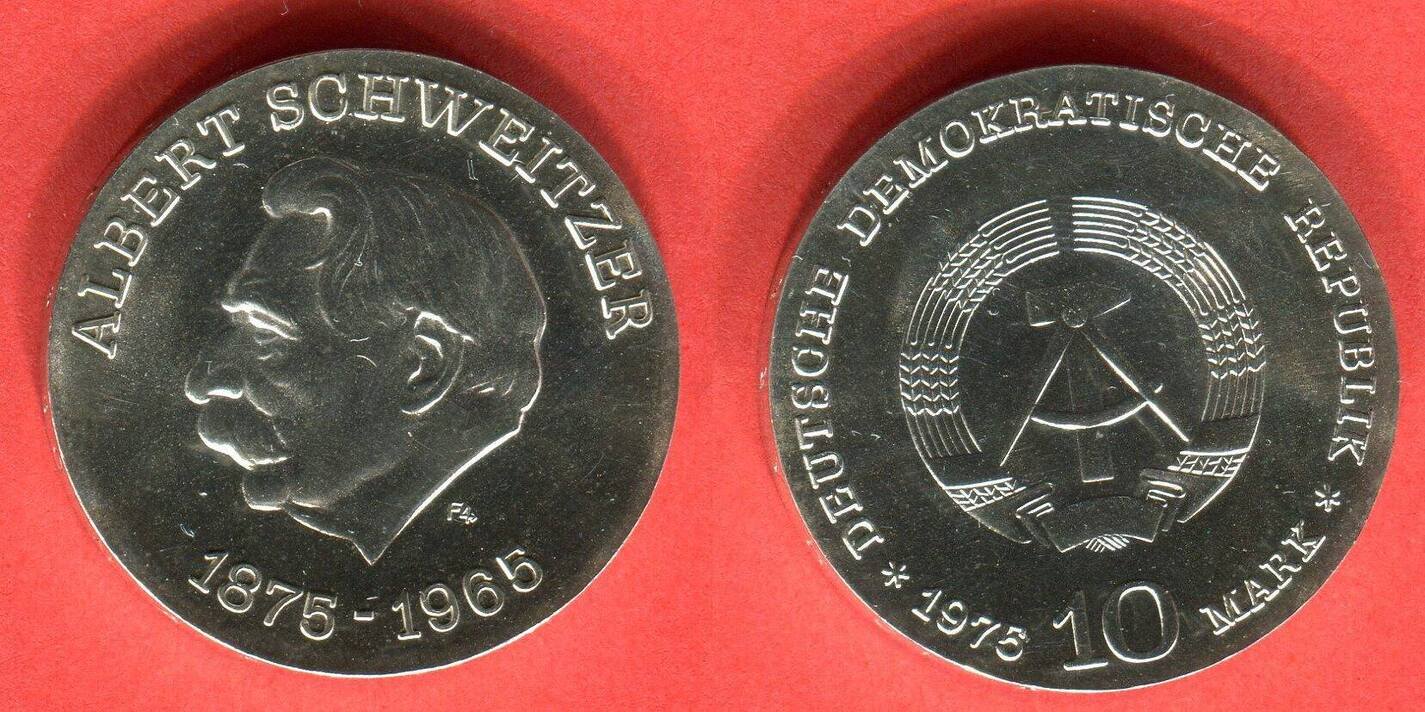 ALBERT SCHWEITZER
1875-1965
DEUTSCHE DEMOKRATISCHE REPUBLIK
* 1975 10 MARK *